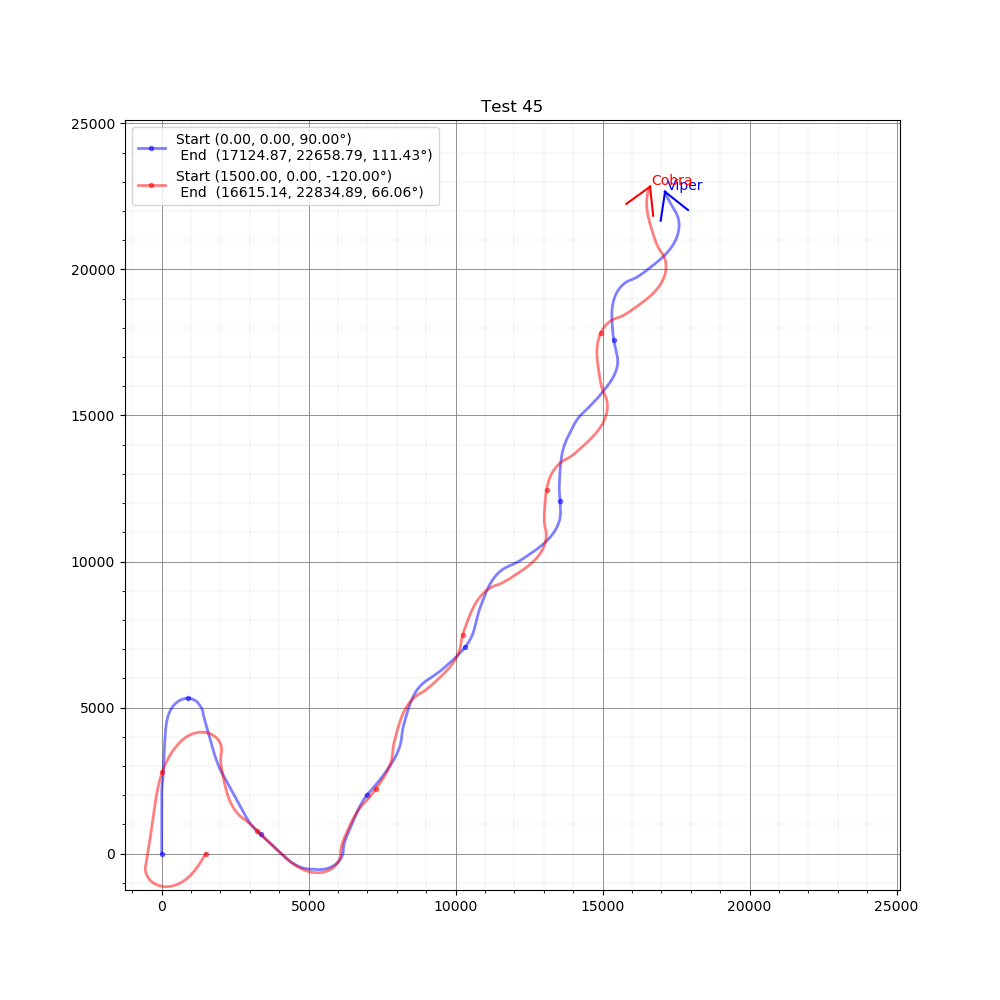 Test 45
Start (0.00, 0.00, 90.00°)
End (17124.87, 22658.79, 111.43°)
Start (1500.00, 0.00, -120.00°)
End (16615.14, 22834.89, 66.06°)
Cobra
Viper
25000
20000
15000
10000
5000
0
0
5000
10000
15000
20000
25000